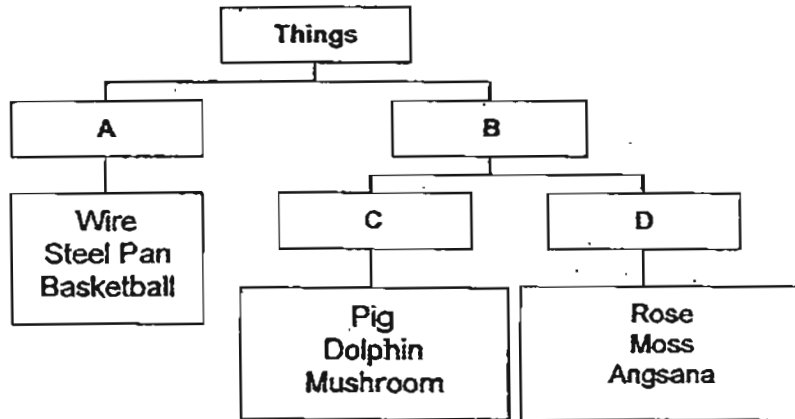 Things
A
B
Wire
Steel Pan
Basketball
C
D
Pig
Dolphin
Mushroom
Rose
Moss
Angsana